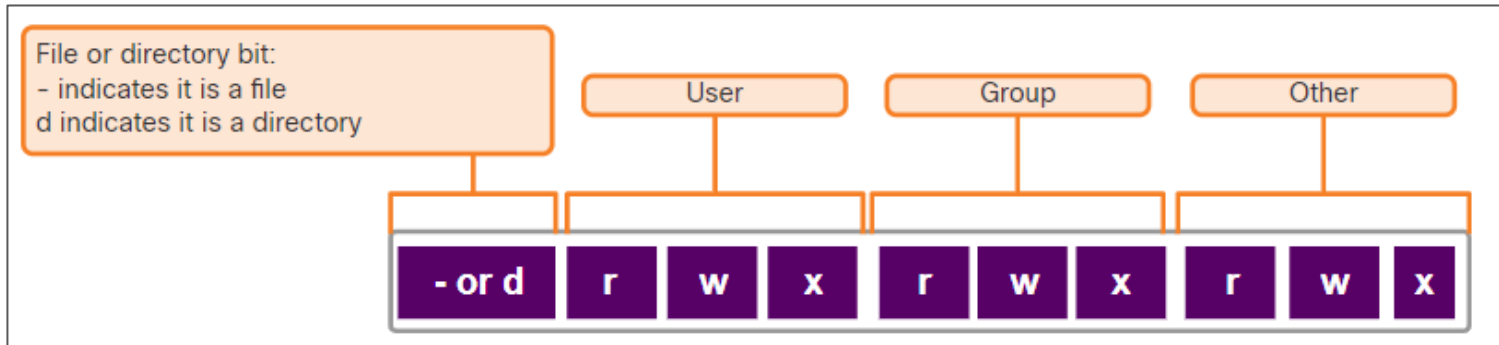 File or directory bit:
- indicates it is a file
d indicates it is a directory
User
Group
Other
- or d r w x r w x r w x